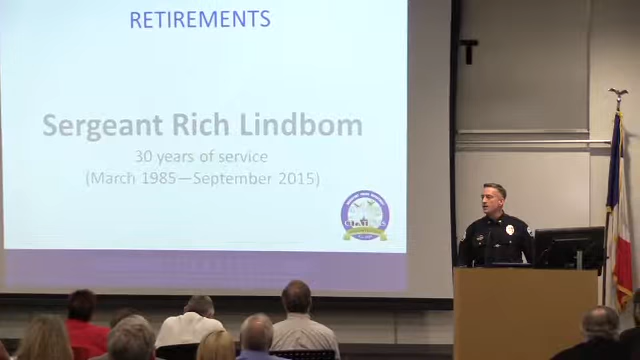 RETIREMENTS
Sergeant Rich Lindbom
30 years of service
(March 1985—September 2015)